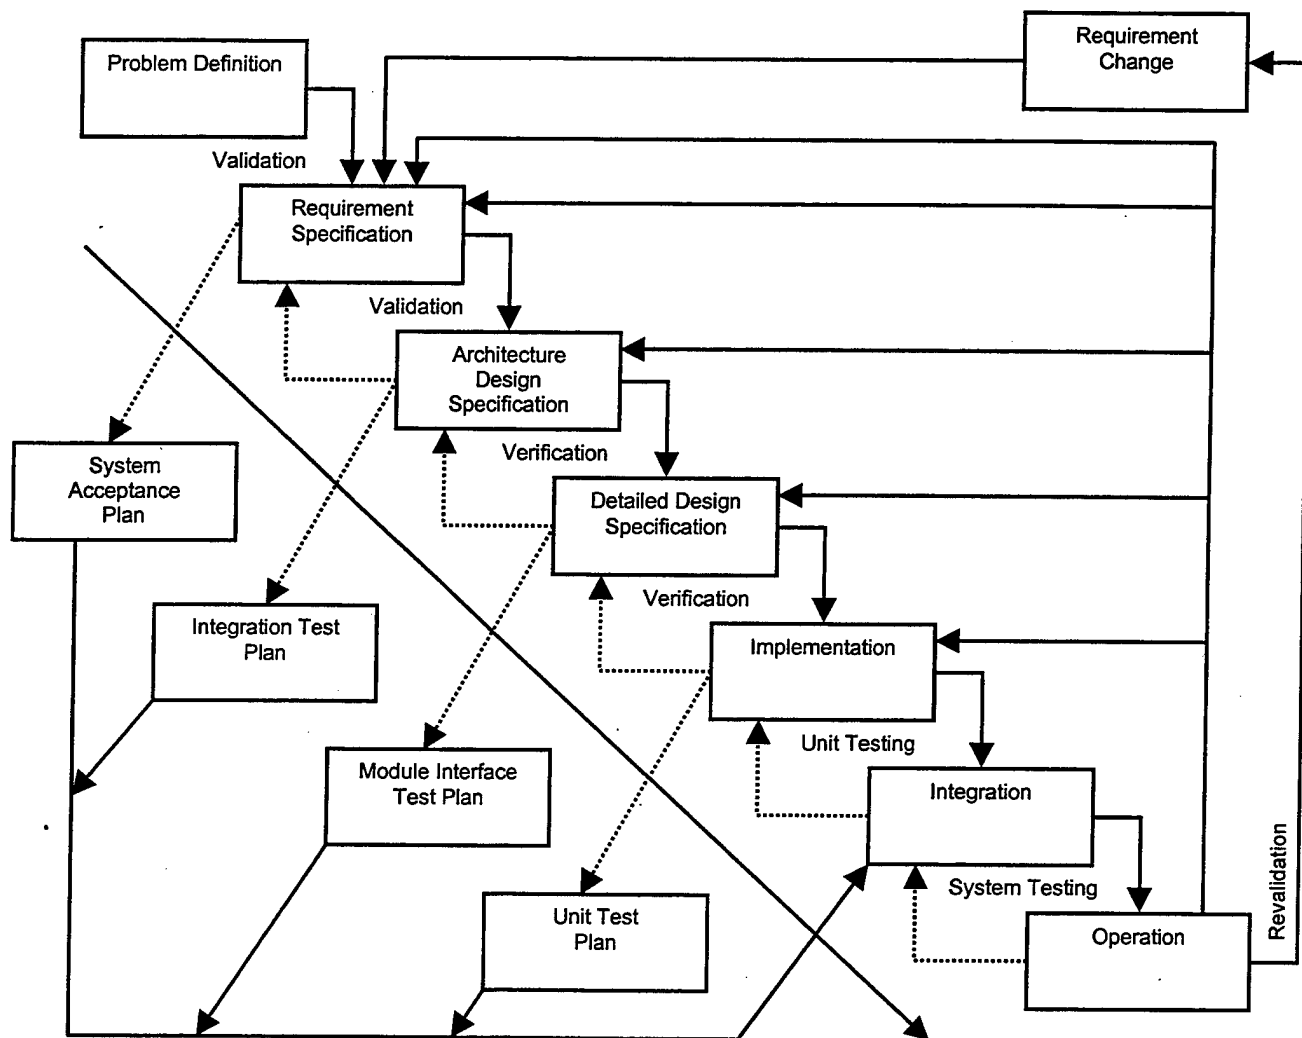 Requirement
Change
Problem Definition
Validation
Requirement
Specification
Validation
Architecture
Design
Specification
Verification
System
Acceptance
Plan
Detailed Design
Specification
Verification
Integration Test
Plan
Implementation
Unit Testing
Module Interface
Test Plan
Integration
System Testing
Revalidation
Unit Test
Plan
Operation